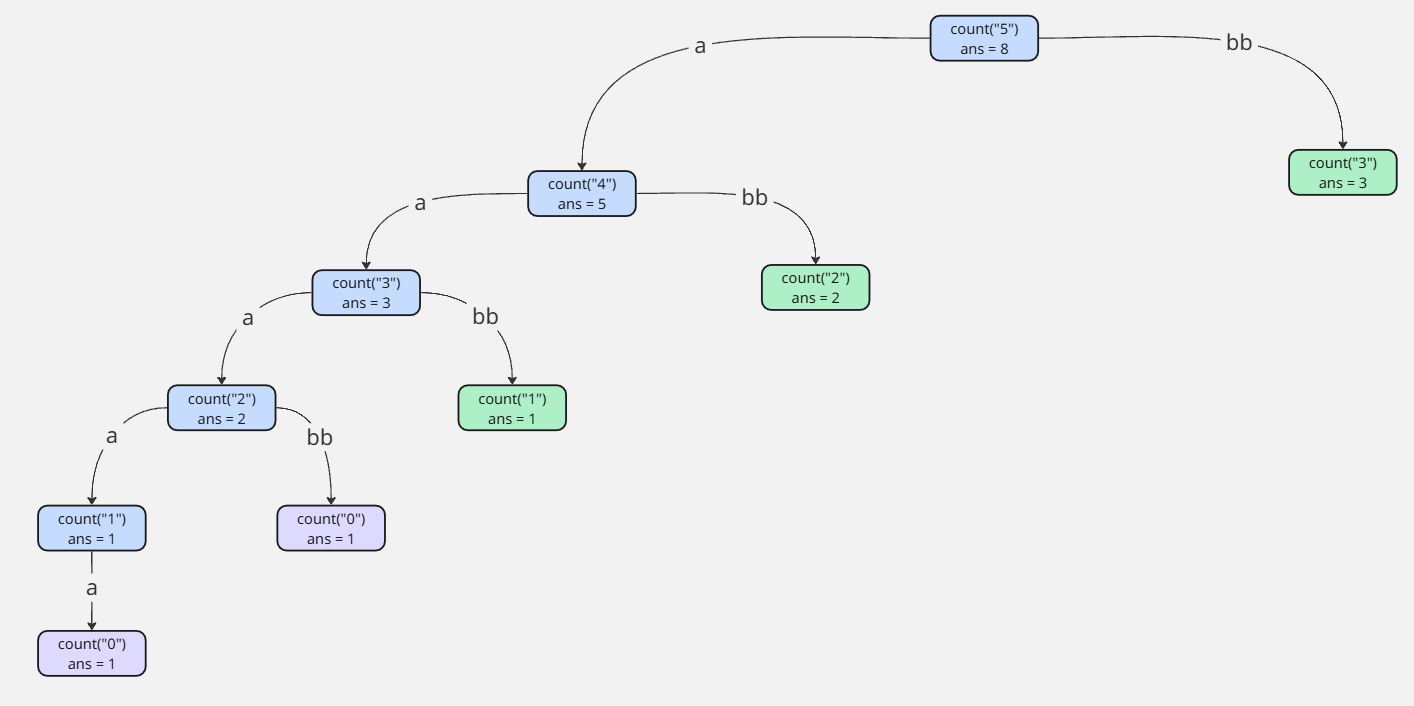 count("5")
ans = 8
a
bb
count("3")
ans = 3
count("4")
ans = 5
a
bb
count("2")
ans = 2
count("3")
ans = 3
a
bb
count("2")
ans = 2
count("1")
ans = 1
a
bb
count("1")
ans = 1
count("0")
ans = 1
a
count("0")
ans = 1